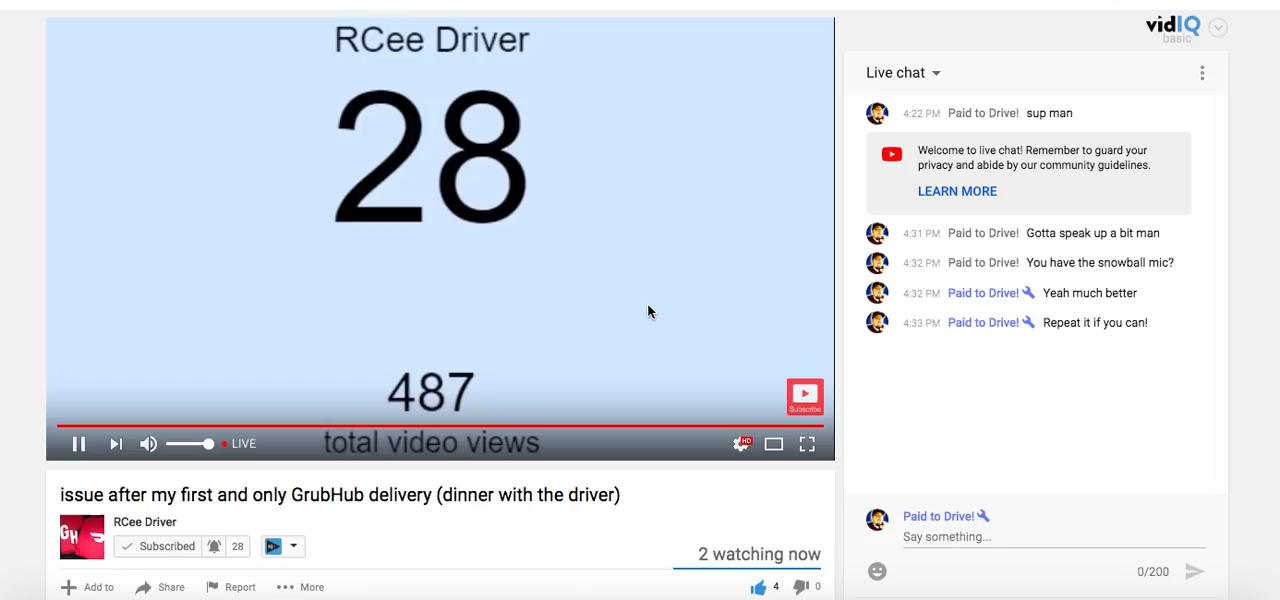 RCee Driver
28
487
total video views
Subscribe
LIVE
HD
issue after my first and only GrubHub delivery (dinner with the driver)
GH
RCee Driver
Subscribed 28
2 watching now
Add to Share Report More 4 0
vidIQ
basic
Live chat
4:22 PM Paid to Drive! sup man
Welcome to live chat! Remember to guard your
privacy and abide by our community guidelines.
LEARN MORE
4:31 PM Paid to Drive! Gotta speak up a bit man
4:32 PM Paid to Drive! You have the snowball mic?
4:32 PM Paid to Drive! Yeah much better
4:33 PM Paid to Drive! Repeat it if you can!
Paid to Drive!
Say something...
0/200